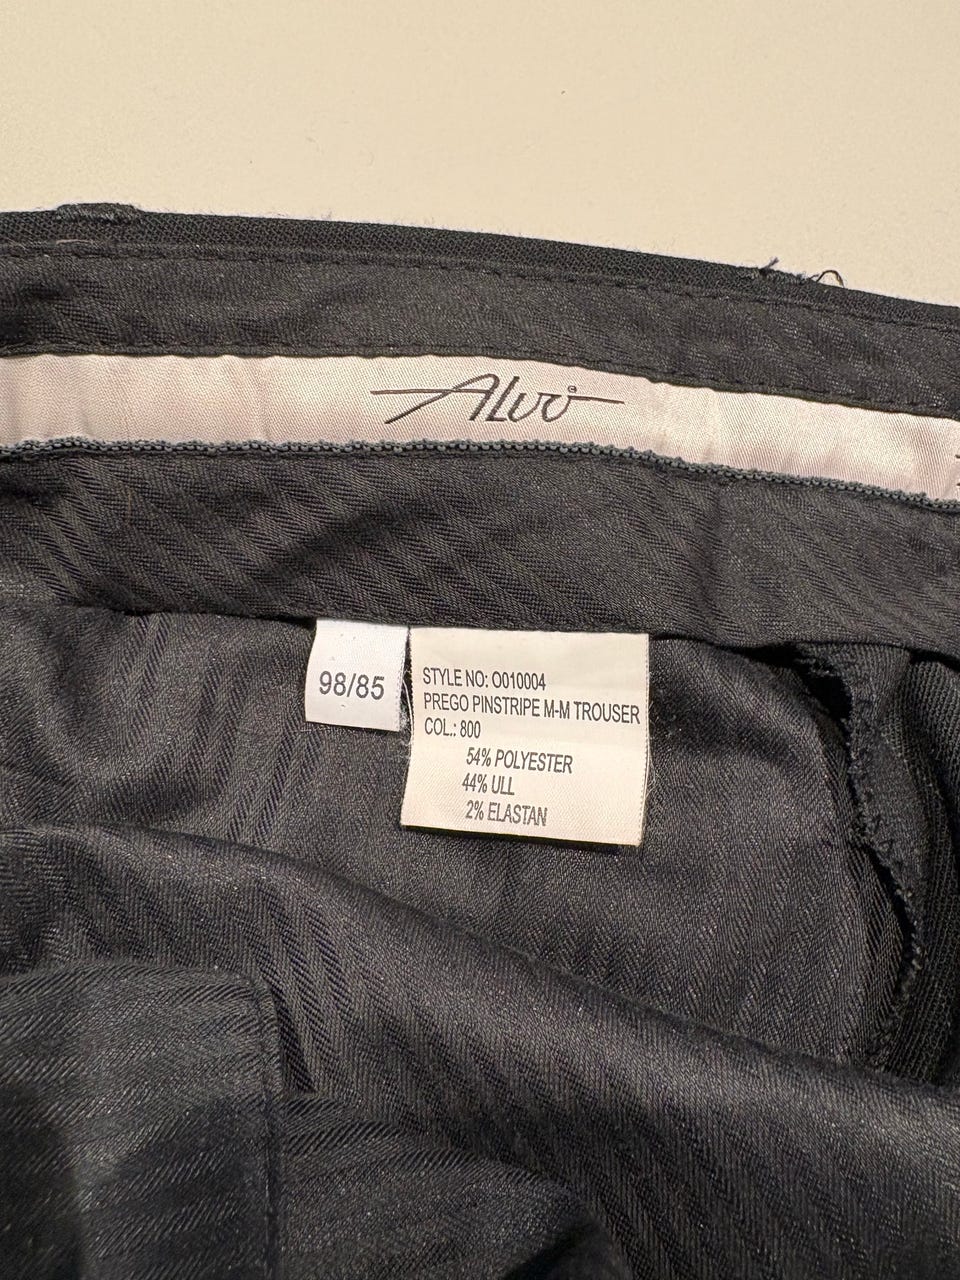 ALvo
98/85
STYLE NO: O010004
PREGO PINSTRIPE M-M TROUSER
COL.: 800
54% POLYESTER
44% ULL
2% ELASTAN